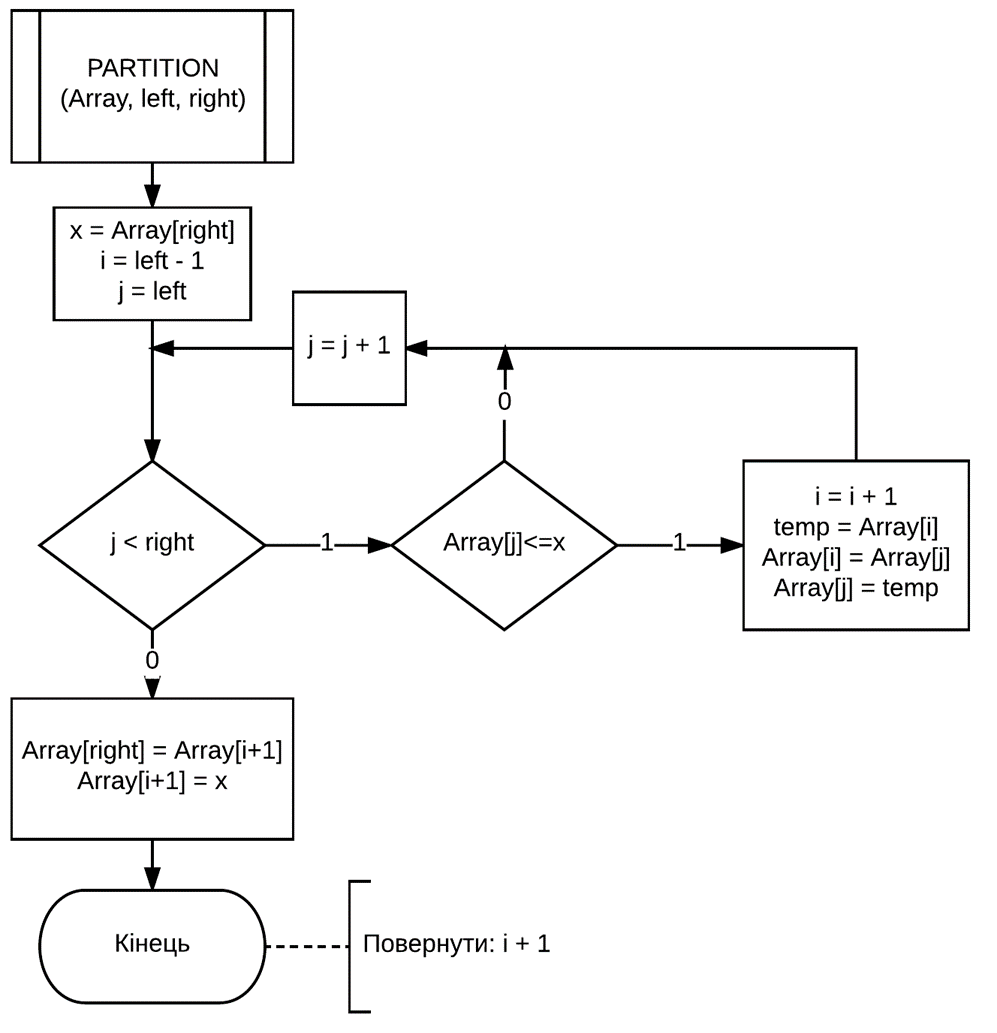 PARTITION
(Array, left, right)
x = Array[right]
i = left - 1
j = left
j = j + 1
0
j < right
1
Array[j]<=x
1
i = i + 1
temp = Array[i]
Array[i] = Array[j]
Array[j] = temp
0
Array[right] = Array[i+1]
Array[i+1] = x
Кінець
Повернути: i + 1